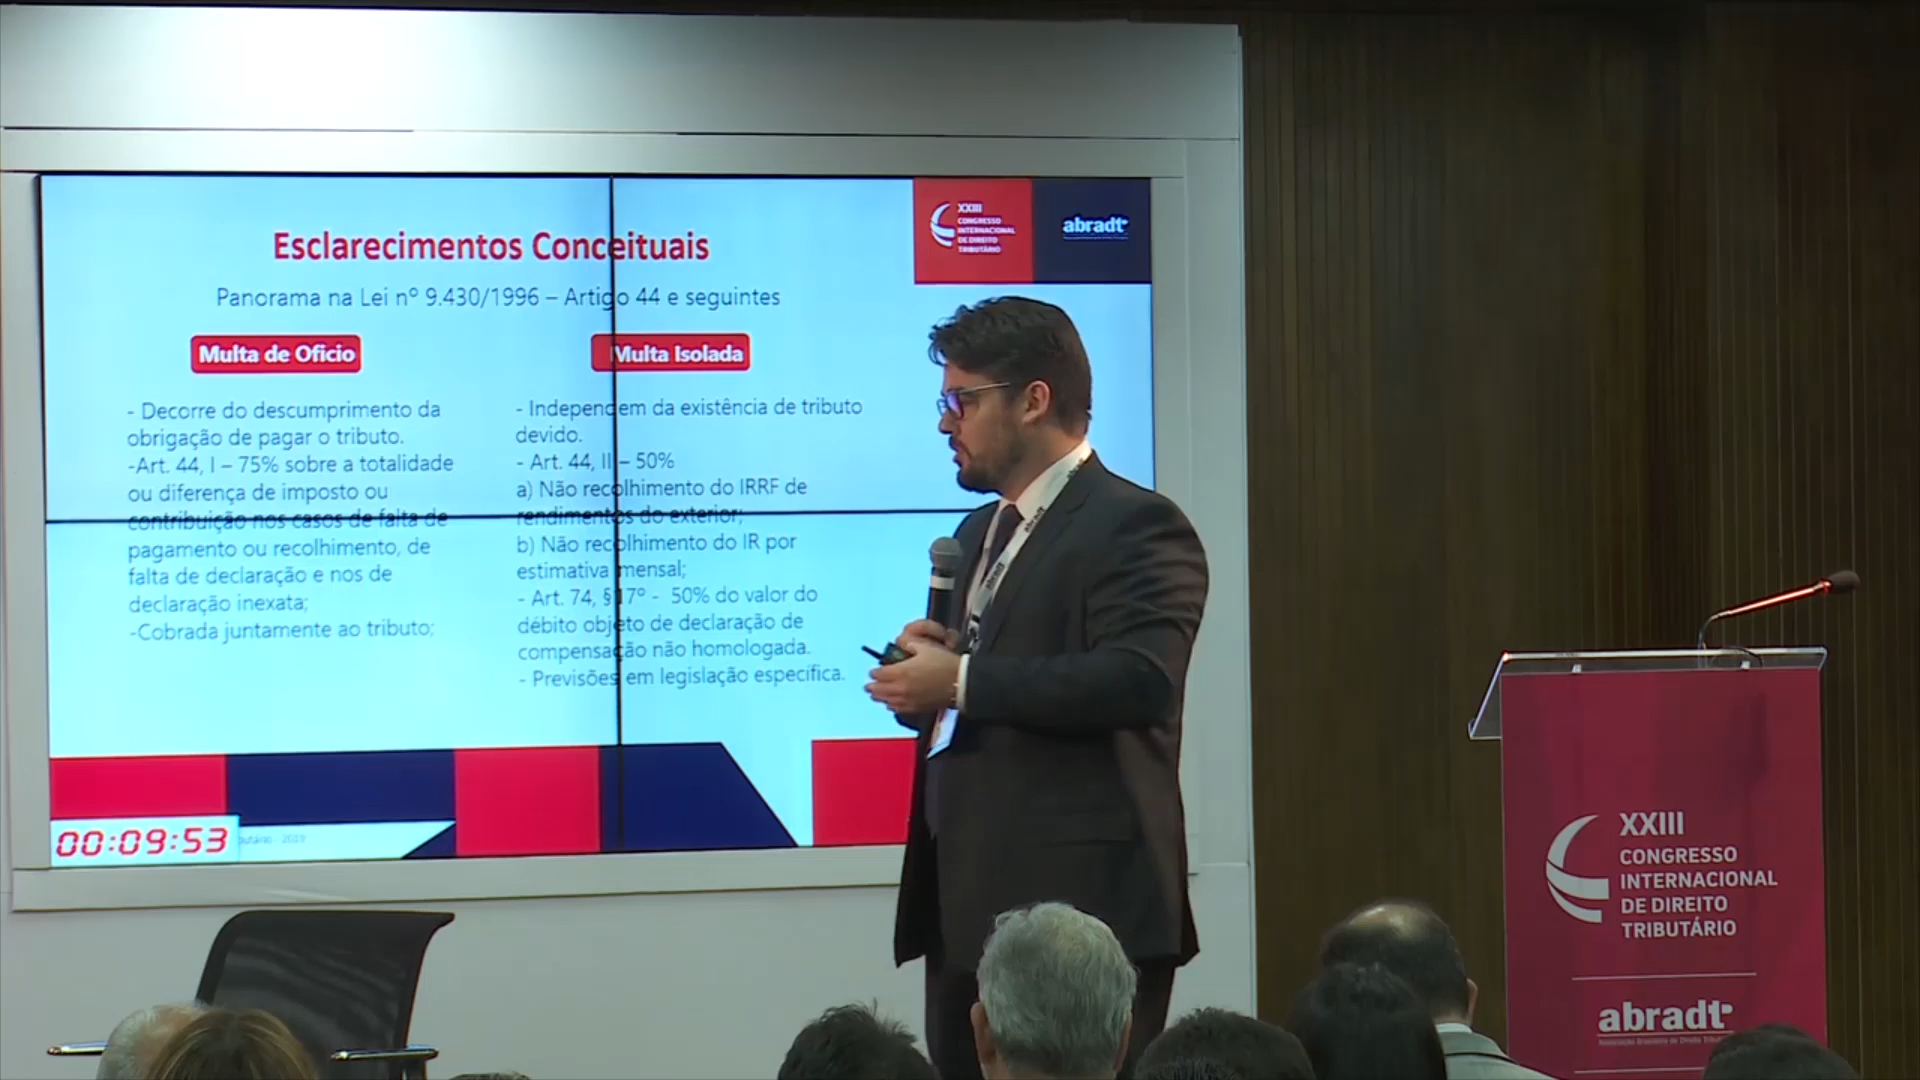 XXIII
CONGRESSO
INTERNACIONAL
DE DIREITO
TRIBUTÁRIO
abradt
Esclarecimentos Conceituais
Panorama na Lei nº 9.430/1996 – Artigo 44 e seguintes
Multa de Oficio
- Decorre do descumprimento da
obrigação de pagar o tributo.
-Art. 44, I – 75% sobre a totalidade
ou diferença de imposto ou
contribuição nos casos de falta de
pagamento ou recolhimento, de
falta de declaração e nos de
declaração inexata;
-Cobrada juntamente ao tributo;
Multa Isolada
- Independem da existência de tributo
devido.
- Art. 44, II – 50%
a) Não recolhimento do IRRF de
rendimentos do exterior;
b) Não recolhimento do IR por
estimativa mensal;
- Art. 74, §17º - 50% do valor do
débito objeto de declaração de
compensação não homologada.
- Previsões em legislação específica.
00:09:53
2019
abradt
abradt
XXIII
CONGRESSO
INTERNACIONAL
DE DIREITO
TRIBUTÁRIO
abradt